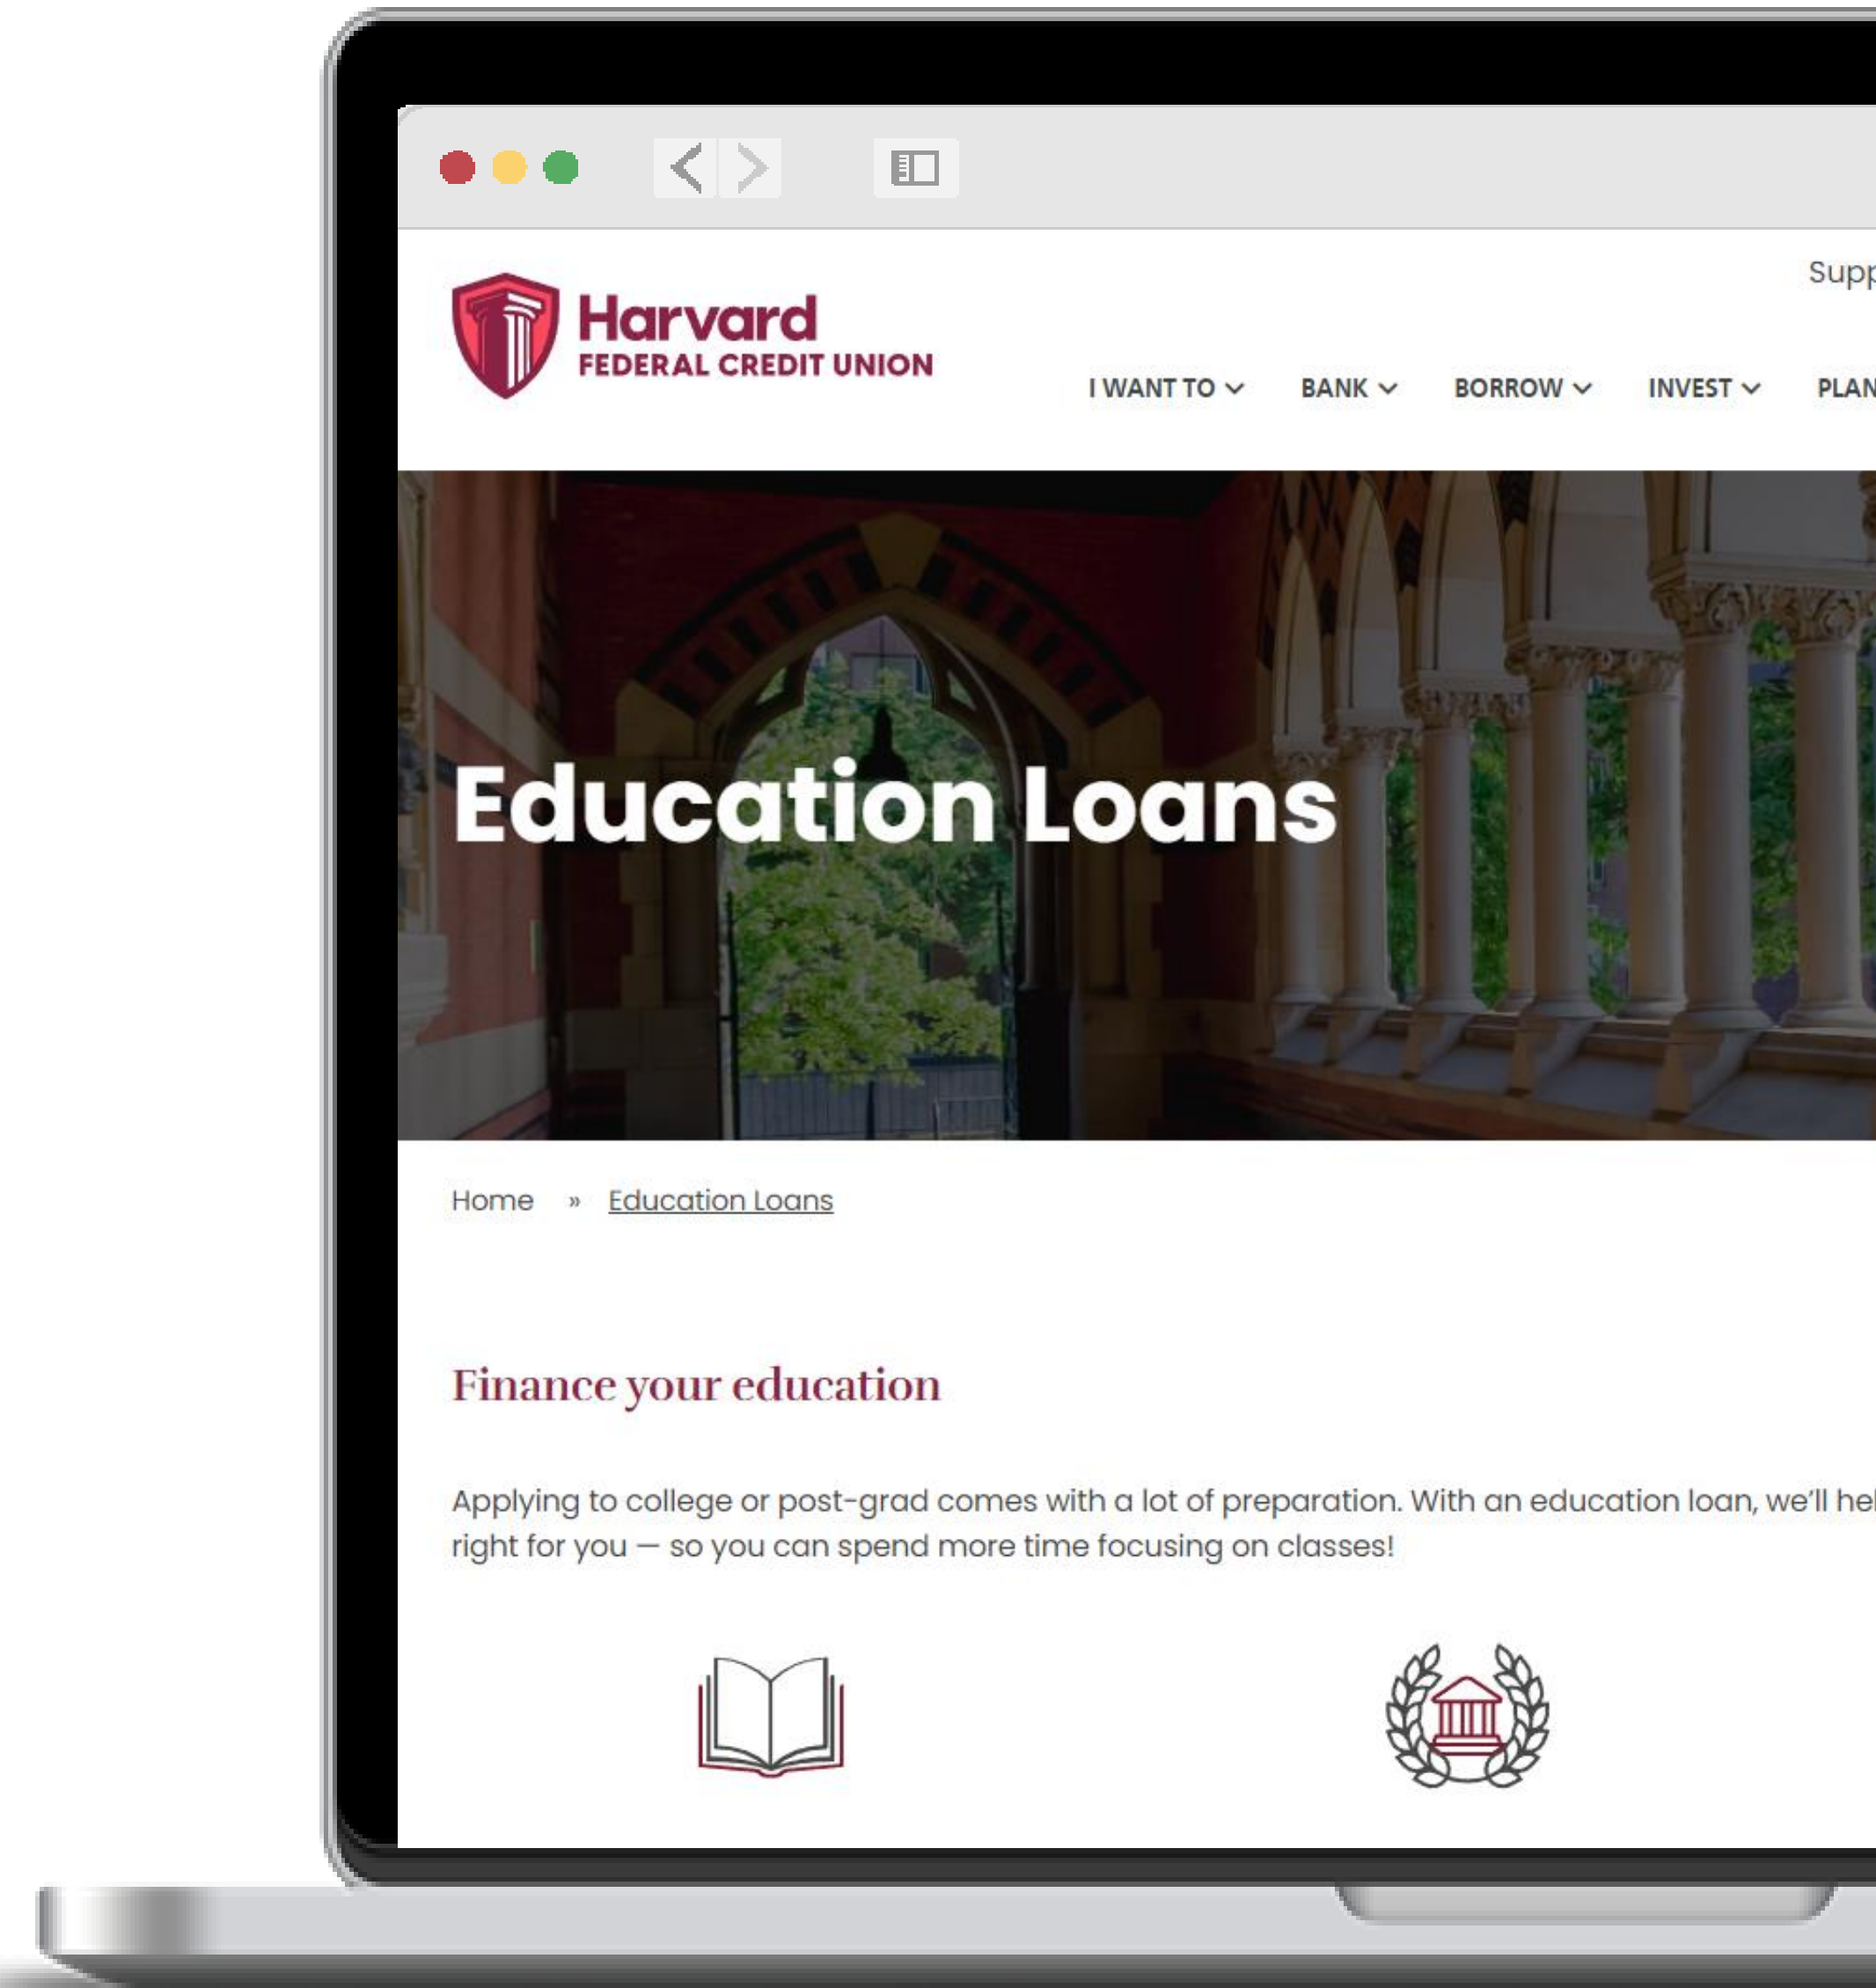 Harvard
FEDERAL CREDIT UNION
I WANT TO
BANK
BORROW
INVEST
Education Loans
Home » Education Loans
Finance your education
Applying to college or post-grad comes with a lot of preparation. With an education loan, we'll
right for you — so you can spend more time focusing on classes!